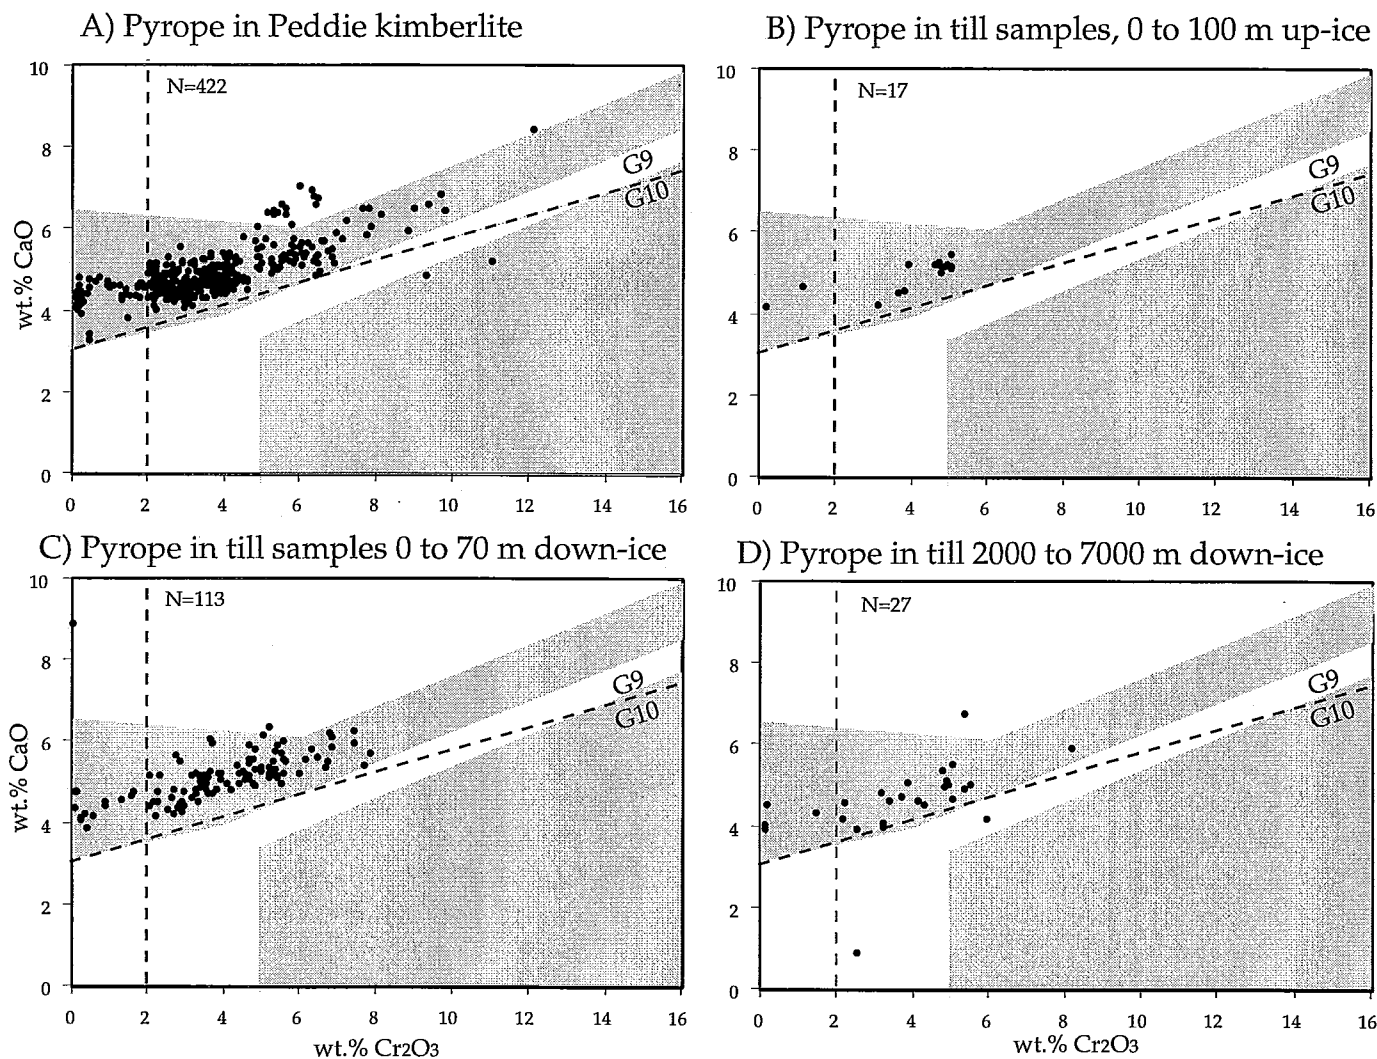 A) Pyrope in Peddie kimberlite
N=422
G9
G10
wt.% CaO
10
8
6
4
2
0
0 2 4 6 8 10 12 14 16
B) Pyrope in till samples, 0 to 100 m up-ice
N=17
G9
G10
10
8
6
4
2
0
0 2 4 6 8 10 12 14 16
C) Pyrope in till samples 0 to 70 m down-ice
N=113
G9
G10
wt.% CaO
10
8
6
4
2
0
0 2 4 6 8 10 12 14 16
wt.% Cr2O3
D) Pyrope in till 2000 to 7000 m down-ice
N=27
G9
G10
10
8
6
4
2
0
0 2 4 6 8 10 12 14 16
wt.% Cr2O3